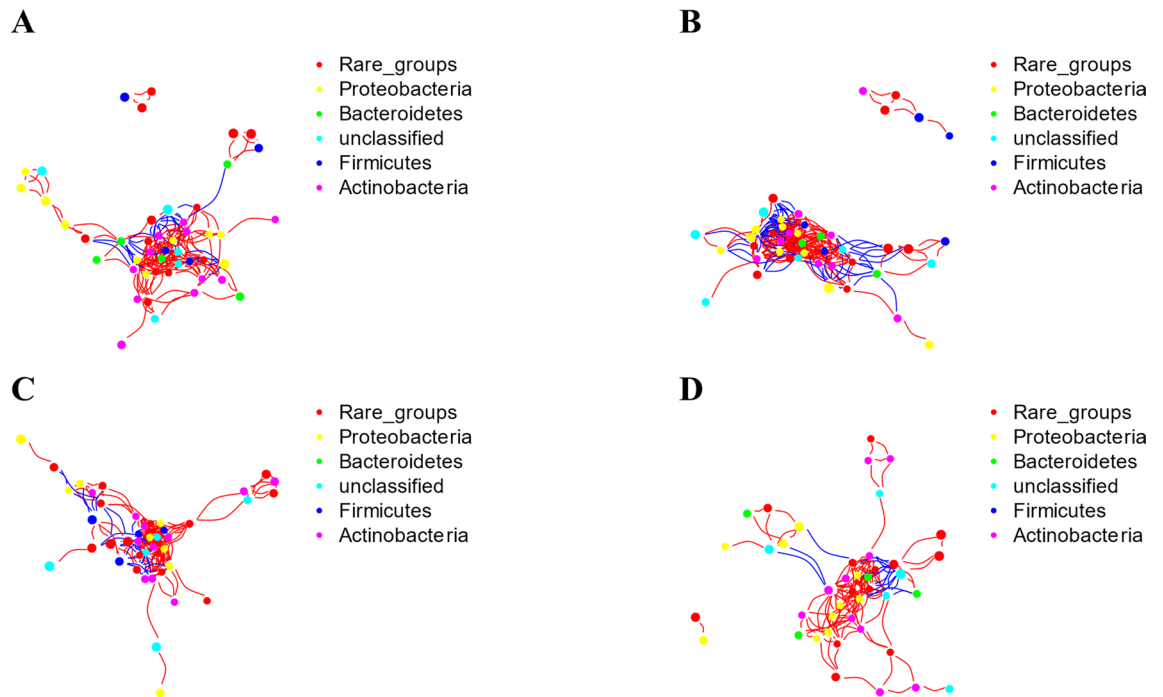 A
Rare_groups
Proteobacteria
Bacteroidetes
unclassified
Firmicutes
Actinobacteria
B
Rare_groups
Proteobacteria
Bacteroidetes
unclassified
Firmicutes
Actinobacteria
C
Rare_groups
Proteobacteria
Bacteroidetes
unclassified
Firmicutes
Actinobacteria
D
Rare_groups
Proteobacteria
Bacteroidetes
unclassified
Firmicutes
Actinobacteria